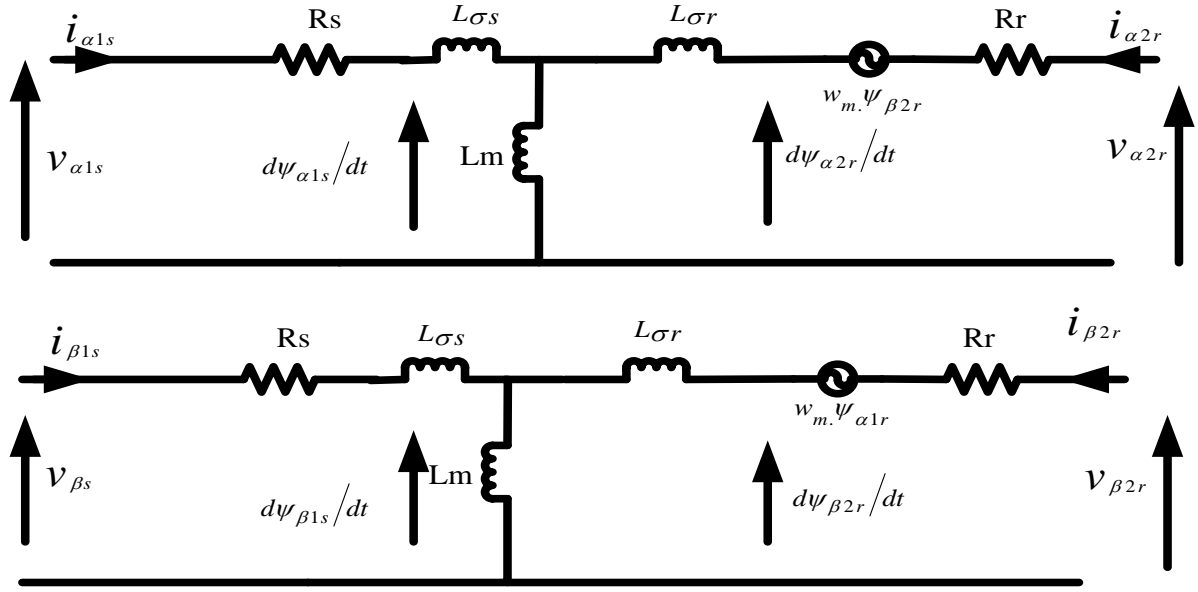 Rs
Lσs
Lσr
Rr
iα1s
iα2r
wm.ψβ2r
vα1s
dψα1s/dt
Lm
dψα2r/dt
vα2r
Rs
Lσs
Lσr
Rr
iβ1s
iβ2r
wm.ψα1r
vβs
dψβ1s/dt
Lm
dψβ2r/dt
vβ2r